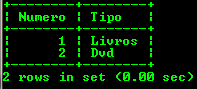 +--------+--------+
| Numero | Tipo   |
+--------+--------+
|      1 | Livros |
|      2 | Dvd    |
+--------+--------+
2 rows in set (0.00 sec)